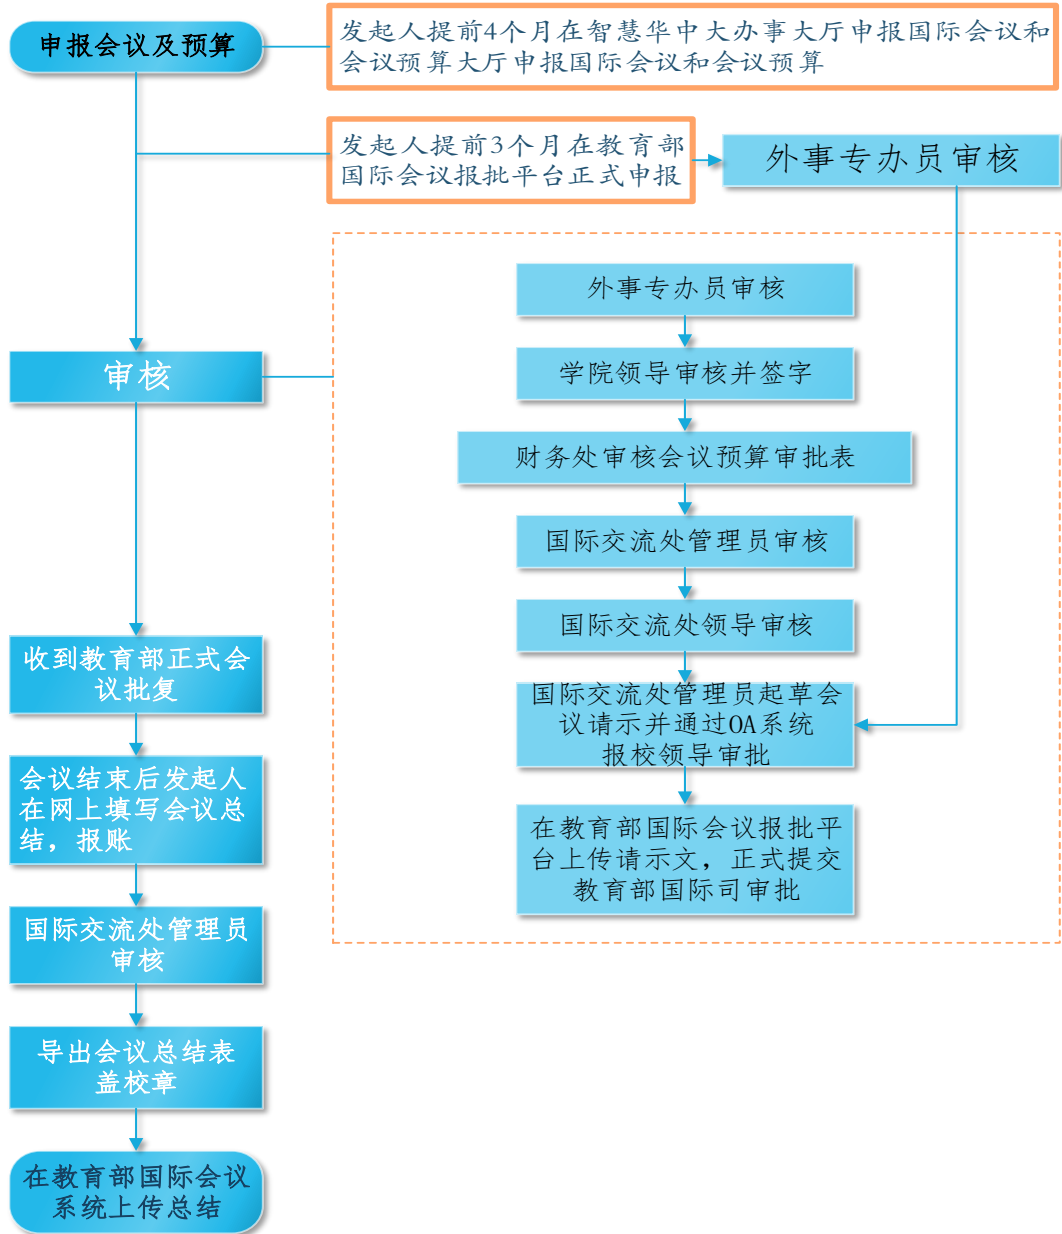 申报会议及预算
发起人提前4个月在智慧华中大办事大厅申报国际会议和
会议预算大厅申报国际会议和会议预算
发起人提前3个月在教育部
国际会议报批平台正式申报
外事专办员审核
审核
外事专办员审核
学院领导审核并签字
财务处审核会议预算审批表
国际交流处管理员审核
国际交流处领导审核
国际交流处管理员起草会
议请示并通过OA系统
报校领导审批
在教育部国际会议报批平
台上传请示文，正式提交
教育部国际司审批
收到教育部正式会
议批复
会议结束后发起人
在网上填写会议总
结，报账
国际交流处管理员
审核
导出会议总结表
盖校章
在教育部国际会议
系统上传总结